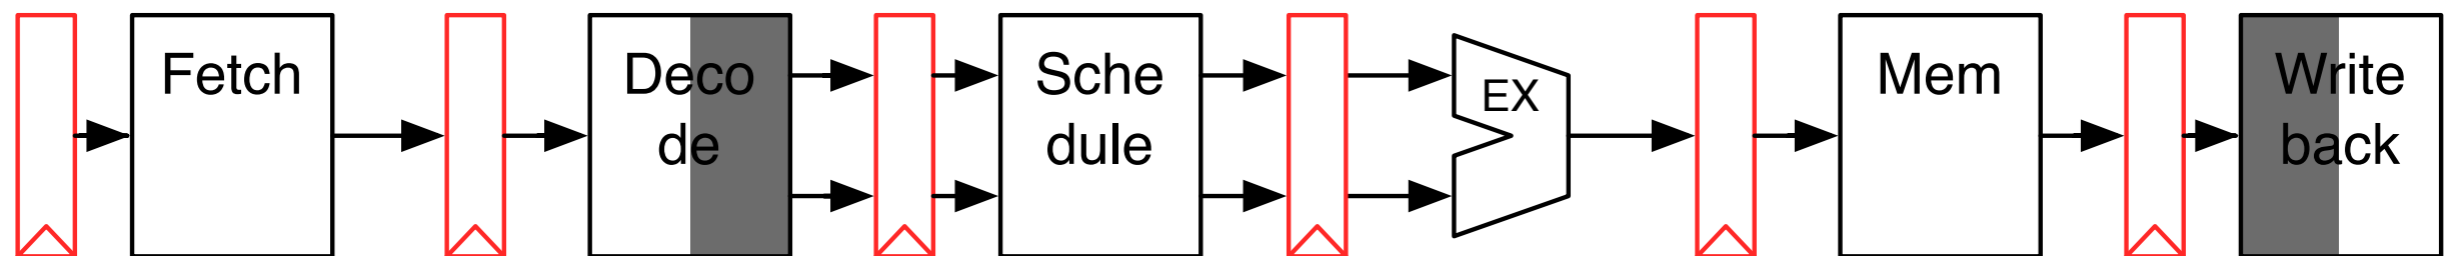 Fetch
Deco
de
Sche
dule
EX
Mem
Write
back